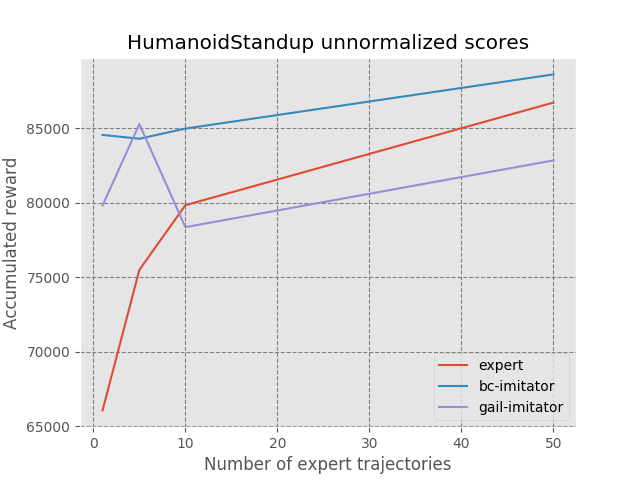 HumanoidStandup unnormalized scores
Accumulated reward
85000
80000
75000
70000
65000
0 10 20 30 40 50
Number of expert trajectories
expert
bc-imitator
gail-imitator